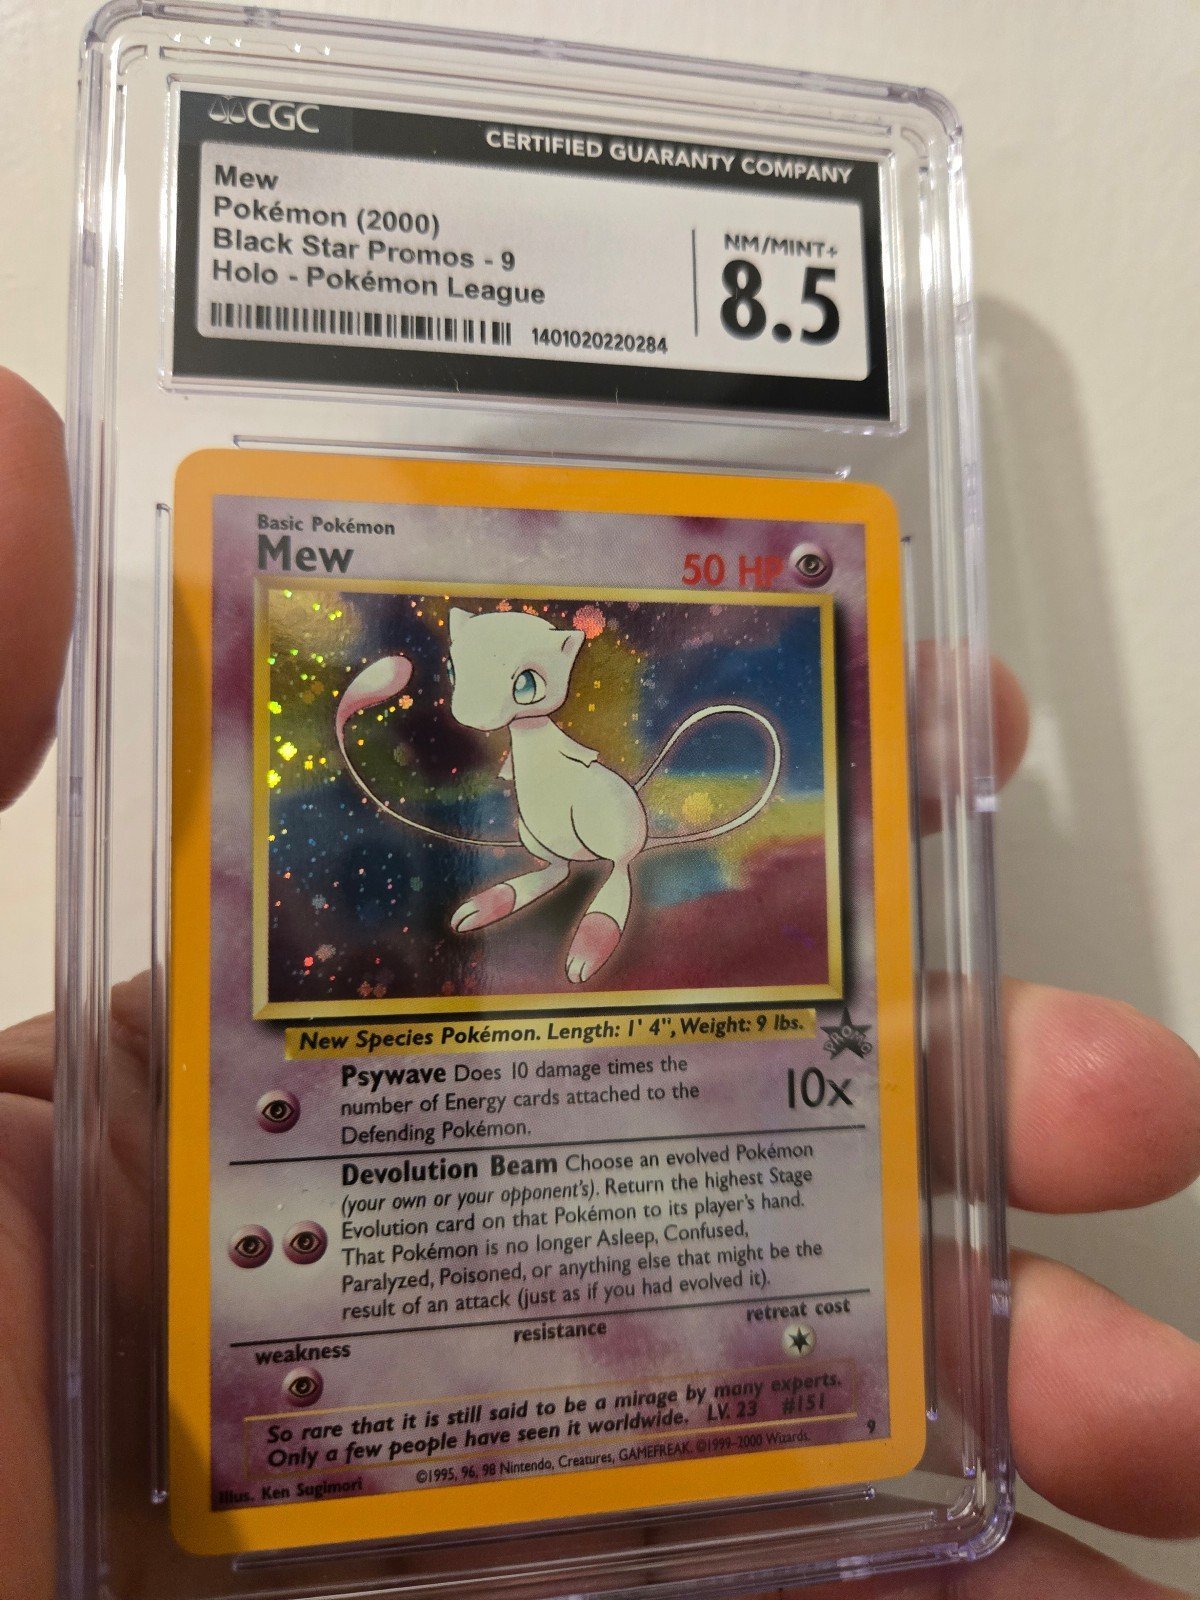 CGC
CERTIFIED GUARANTY COMPANY
Mew
Pokémon (2000)
Black Star Promos - 9
Holo - Pokémon League
1401020220284
NM/MINT+
8.5
Basic Pokémon
Mew
50 HP
New Species Pokémon. Length: 1' 4", Weight: 9 lbs.
PROMO
Psywave Does 10 damage times the
number of Energy cards attached to the
Defending Pokémon.
10x
Devolution Beam Choose an evolved Pokémon
(your own or your opponent's). Return the highest Stage
Evolution card on that Pokémon to its player's hand.
That Pokémon is no longer Asleep, Confused,
Paralyzed, Poisoned, or anything else that might be the
result of an attack (just as if you had evolved it).
weakness
resistance
retreat cost
So rare that it is still said to be a mirage by many experts.
Only a few people have seen it worldwide. LV. 23 #151
9
Illus. Ken Sugimori
©1995, 96, 98 Nintendo, Creatures, GAMEFREAK. ©1999-2000 Wizards.